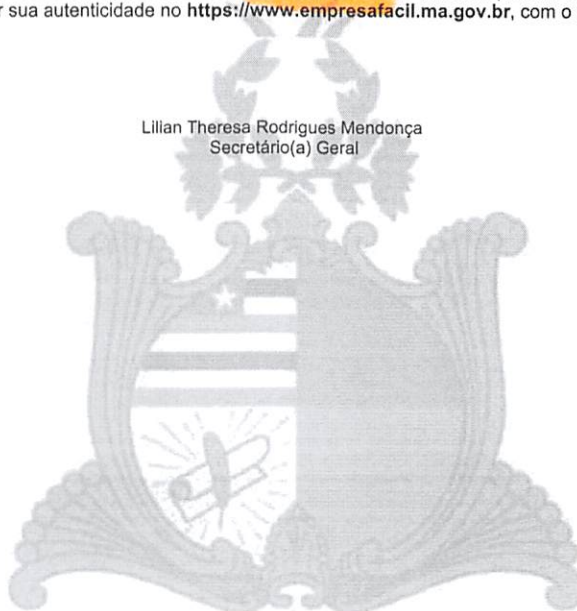 r sua autenticidade no https://www.empresafacil.ma.gov.br, com o
Lilian Theresa Rodrigues Mendonça
Secretário(a) Geral